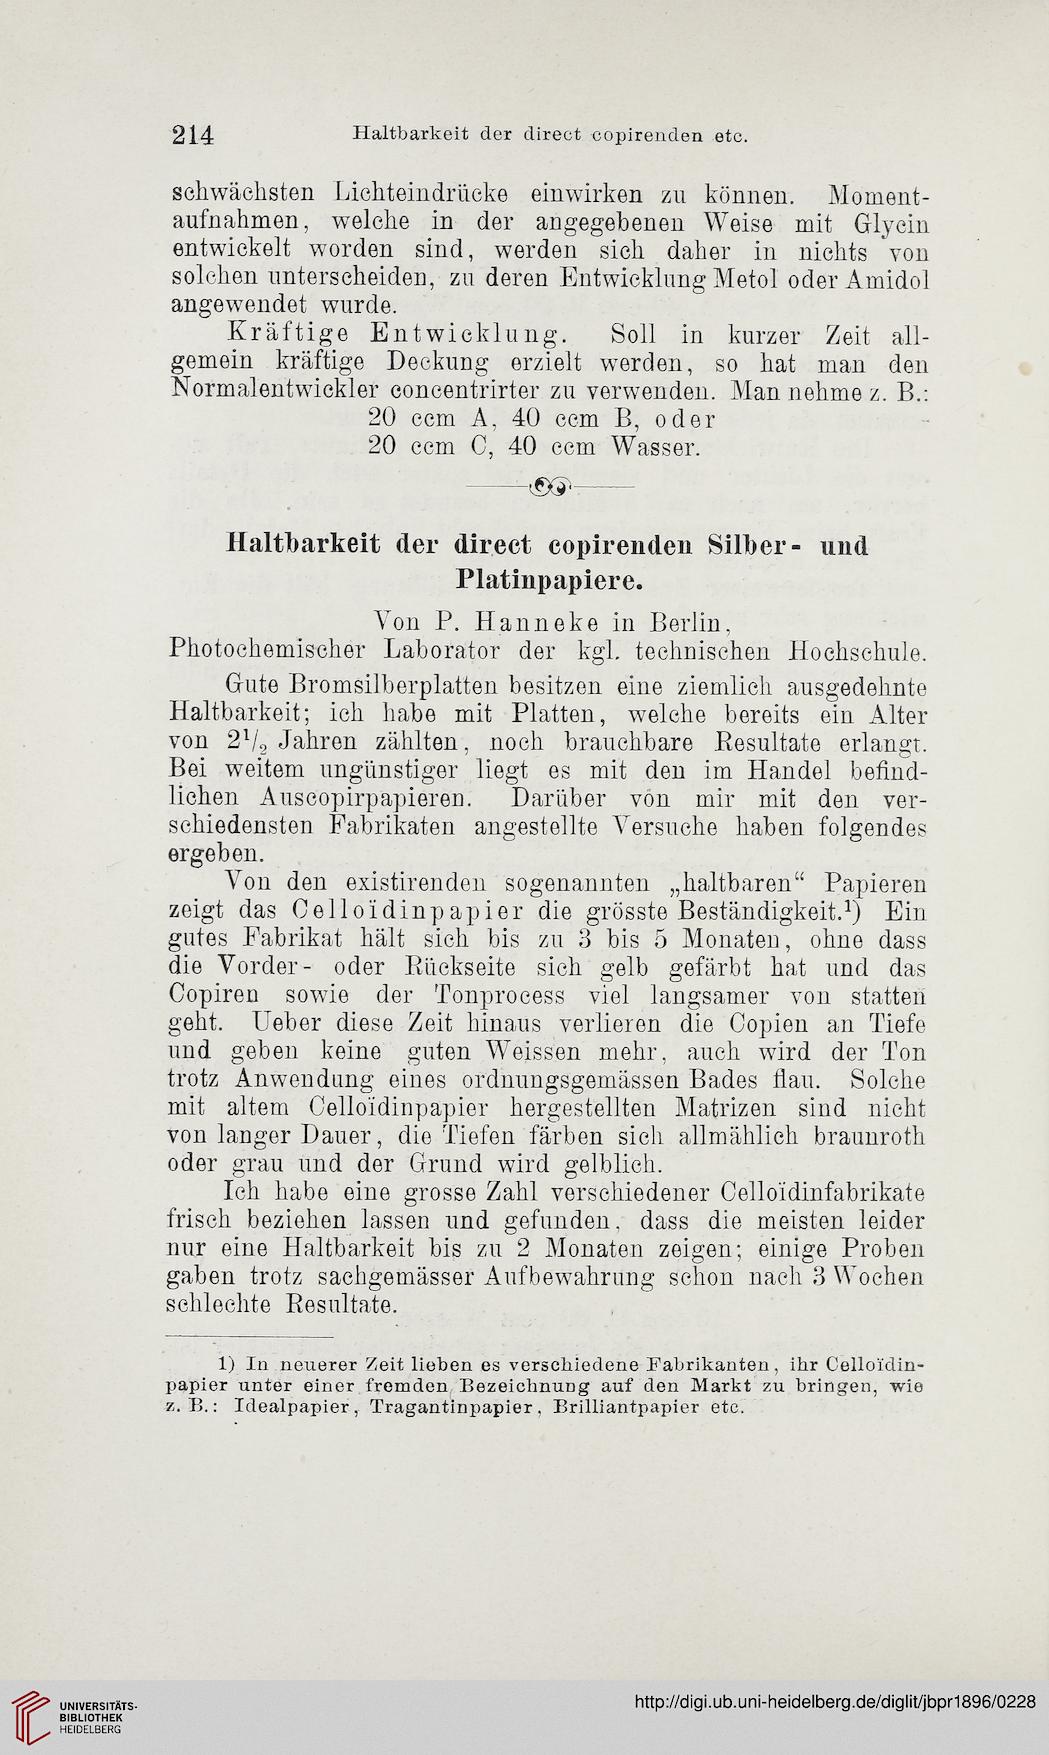 214 Haltbarkeit der direct copirenden etc.
schwächsten Lichteindrücke einwirken zu können. Moment-
aufnahmen, welche in der angegebenen Weise mit Glycin
entwickelt worden sind, werden sich daher in nichts von
solchen unterscheiden, zu deren Entwicklung Metol oder Amidol
angewendet wurde.
Kräftige Entwicklung. Soll in kurzer Zeit all-
gemein kräftige Deckung erzielt werden, so hat man den
Normalentwickler concentrirter zu verwenden. Man nehme z. B.:
20 ccm A, 40 ccm B, oder
20 ccm C, 40 ccm Wasser.
Haltbarkeit der direct copirenden Silber- und
Platinpapiere.
Von P. Hanneke in Berlin,
Photochemischer Laborator der kgl. technischen Hochschule.
Gute Bromsilberplatten besitzen eine ziemlich ausgedehnte
Haltbarkeit; ich habe mit Platten, welche bereits ein Alter
von 2¹/₂ Jahren zählten, noch brauchbare Resultate erlangt.
Bei weitem ungünstiger liegt es mit den im Handel befind-
lichen Auscopirpapieren. Darüber von mir mit den ver-
schiedensten Fabrikaten angestellte Versuche haben folgendes
ergeben.
Von den existirenden sogenannten „haltbaren“ Papieren
zeigt das Celloïdinpapier die grösste Beständigkeit.¹) Ein
gutes Fabrikat hält sich bis zu 3 bis 5 Monaten, ohne dass
die Vorder- oder Rückseite sich gelb gefärbt hat und das
Copiren sowie der Tonprocess viel langsamer von statten
geht. Ueber diese Zeit hinaus verlieren die Copien an Tiefe
und geben keine guten Weissen mehr, auch wird der Ton
trotz Anwendung eines ordnungsgemässen Bades flau. Solche
mit altem Celloïdinpapier hergestellten Matrizen sind nicht
von langer Dauer, die Tiefen färben sich allmählich braunroth
oder grau und der Grund wird gelblich.
Ich habe eine grosse Zahl verschiedener Celloïdinfabrikate
frisch beziehen lassen und gefunden, dass die meisten leider
nur eine Haltbarkeit bis zu 2 Monaten zeigen; einige Proben
gaben trotz sachgemässer Aufbewahrung schon nach 3 Wochen
schlechte Resultate.
1) In neuerer Zeit lieben es verschiedene Fabrikanten, ihr Celloïdin-
papier unter einer fremden Bezeichnung auf den Markt zu bringen, wie
z. B.: Idealpapier, Tragantinpapier, Brilliantpapier etc.
UNIVERSITÄTS-
BIBLIOTHEK
HEIDELBERG
http://digi.ub.uni-heidelberg.de/diglit/jbpr1896/0228